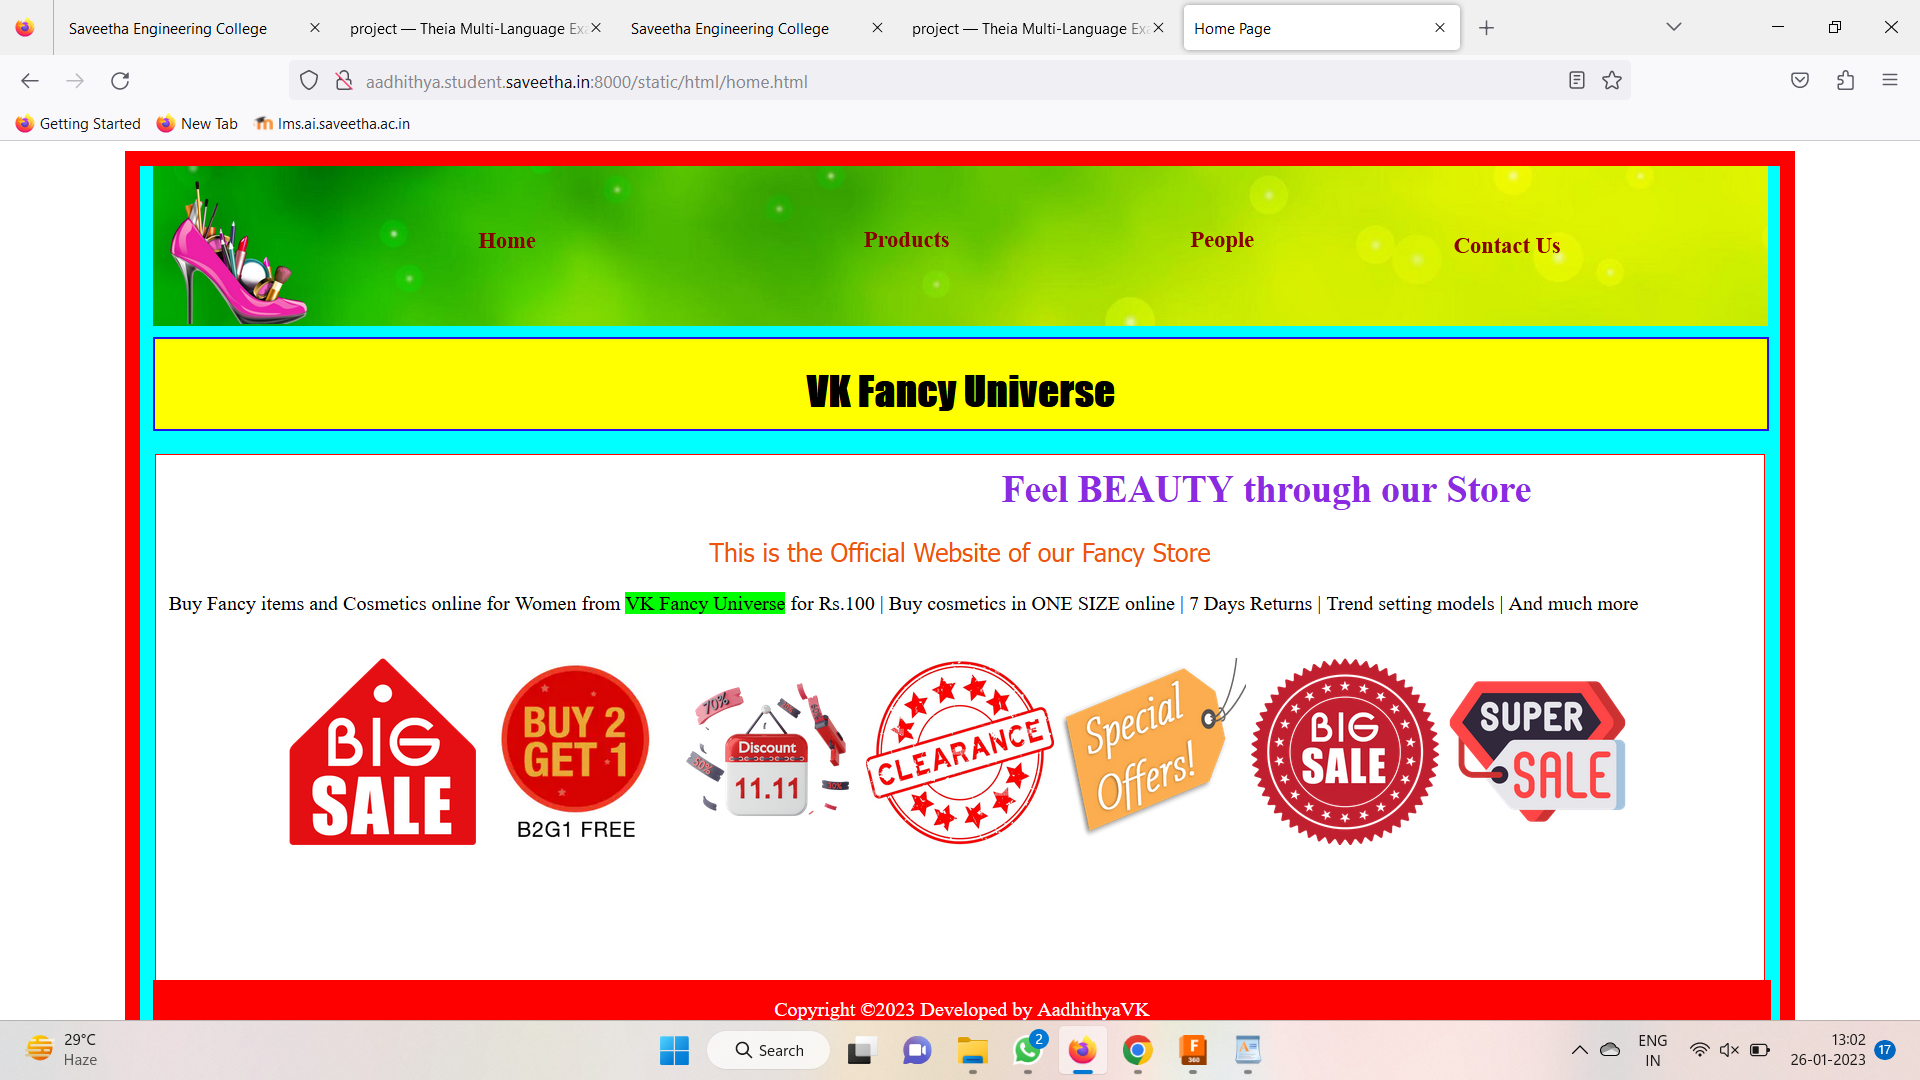 Saveetha Engineering College
project — Theia Multi-Language Exa
Saveetha Engineering College
project — Theia Multi-Language Exa
Home Page
aadhithya.student.saveetha.in:8000/static/html/home.html
Getting Started
New Tab
lms.ai.saveetha.ac.in
Home
Products
People
Contact Us
VK Fancy Universe
Feel BEAUTY through our Store
This is the Official Website of our Fancy Store
Buy Fancy items and Cosmetics online for Women from VK Fancy Universe for Rs.100 | Buy cosmetics in ONE SIZE online | 7 Days Returns | Trend setting models | And much more
BIG
SALE
BUY 2
GET 1
B2G1 FREE
70%
50%
Discount
11.11
CLEARANCE
Special
Offers!
BIG
SALE
SUPER
SALE
Copyright ©2023 Developed by AadhithyaVK
29°C
Haze
Search
2
F
360
ENG
IN
13:02
26-01-2023
17